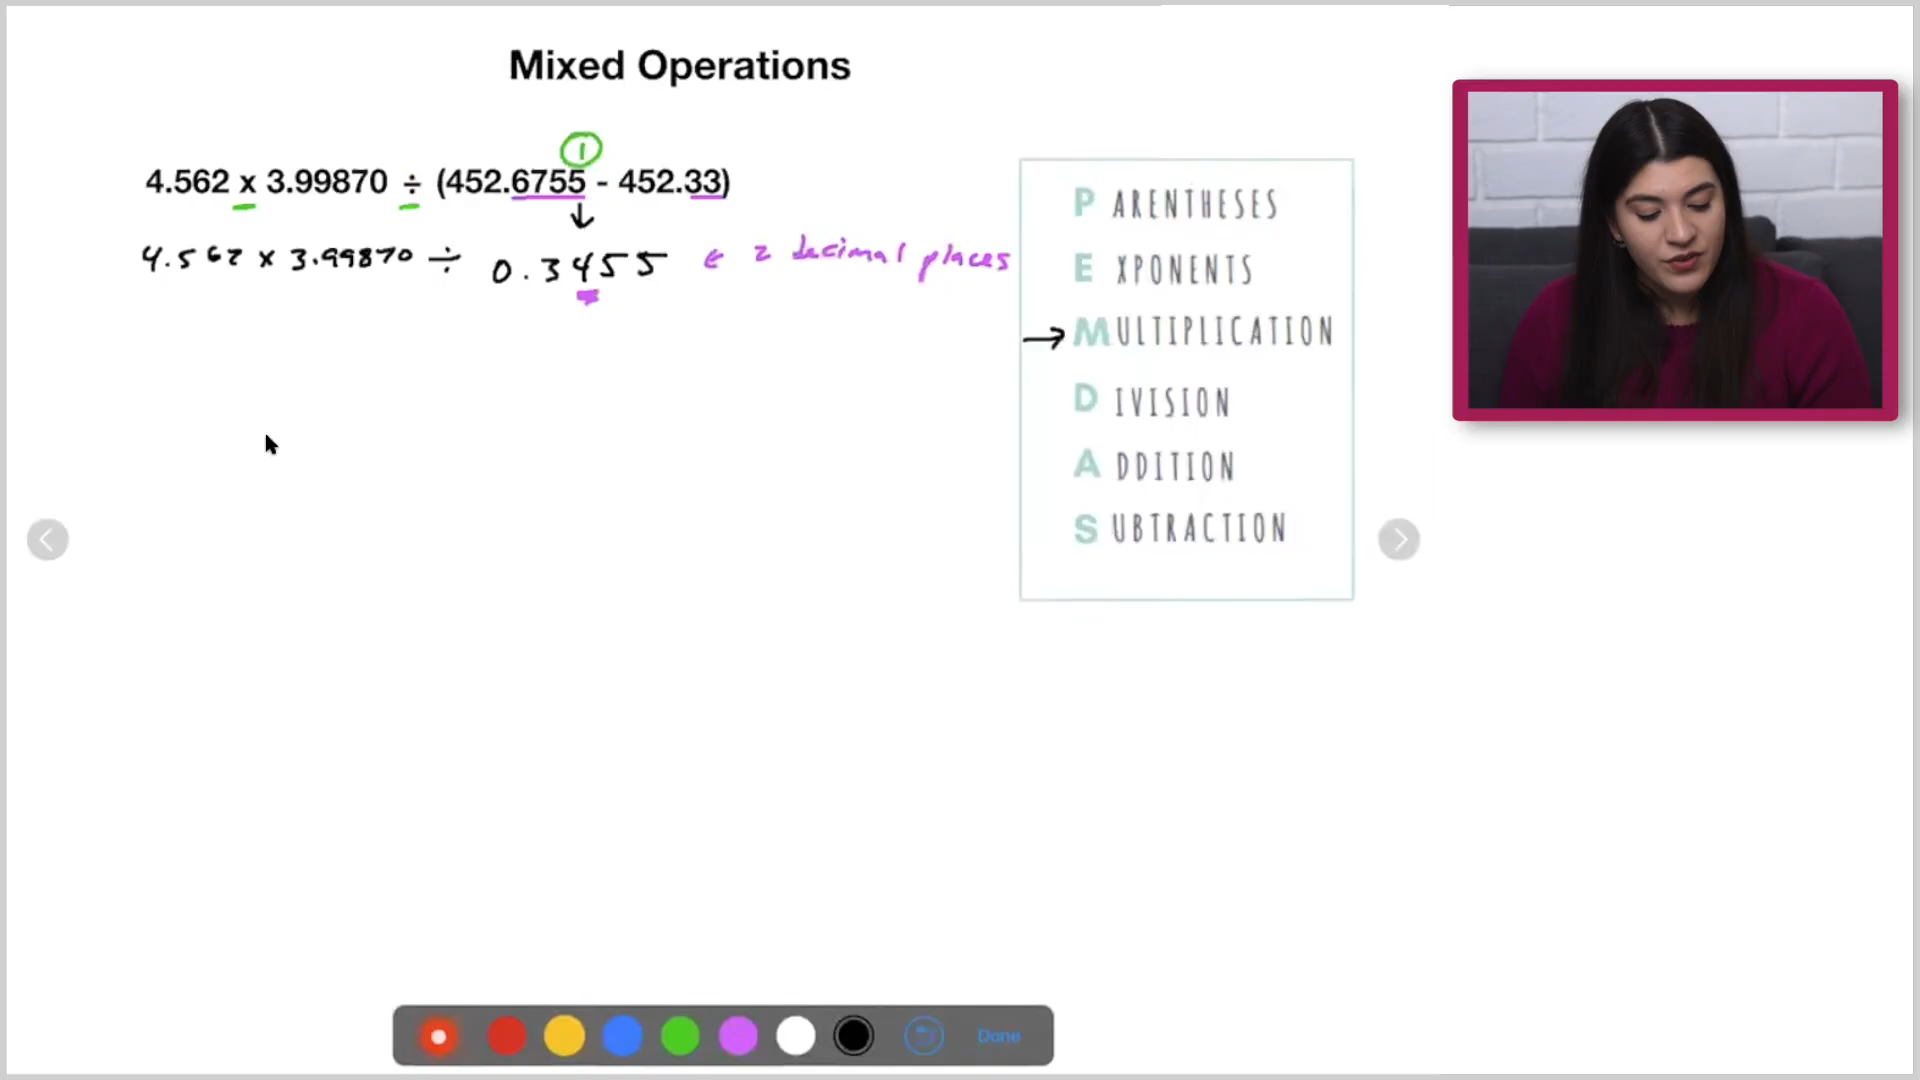 Mixed Operations
1
4.562 x 3.99870 ÷ (452.6755 - 452.33)
4.562 x 3.99870 ÷ 0.3455 ← 2 decimal places
PARENTHESES
EXPONENTS
→ MULTIPLICATION
DIVISION
ADDITION
SUBTRACTION
Done